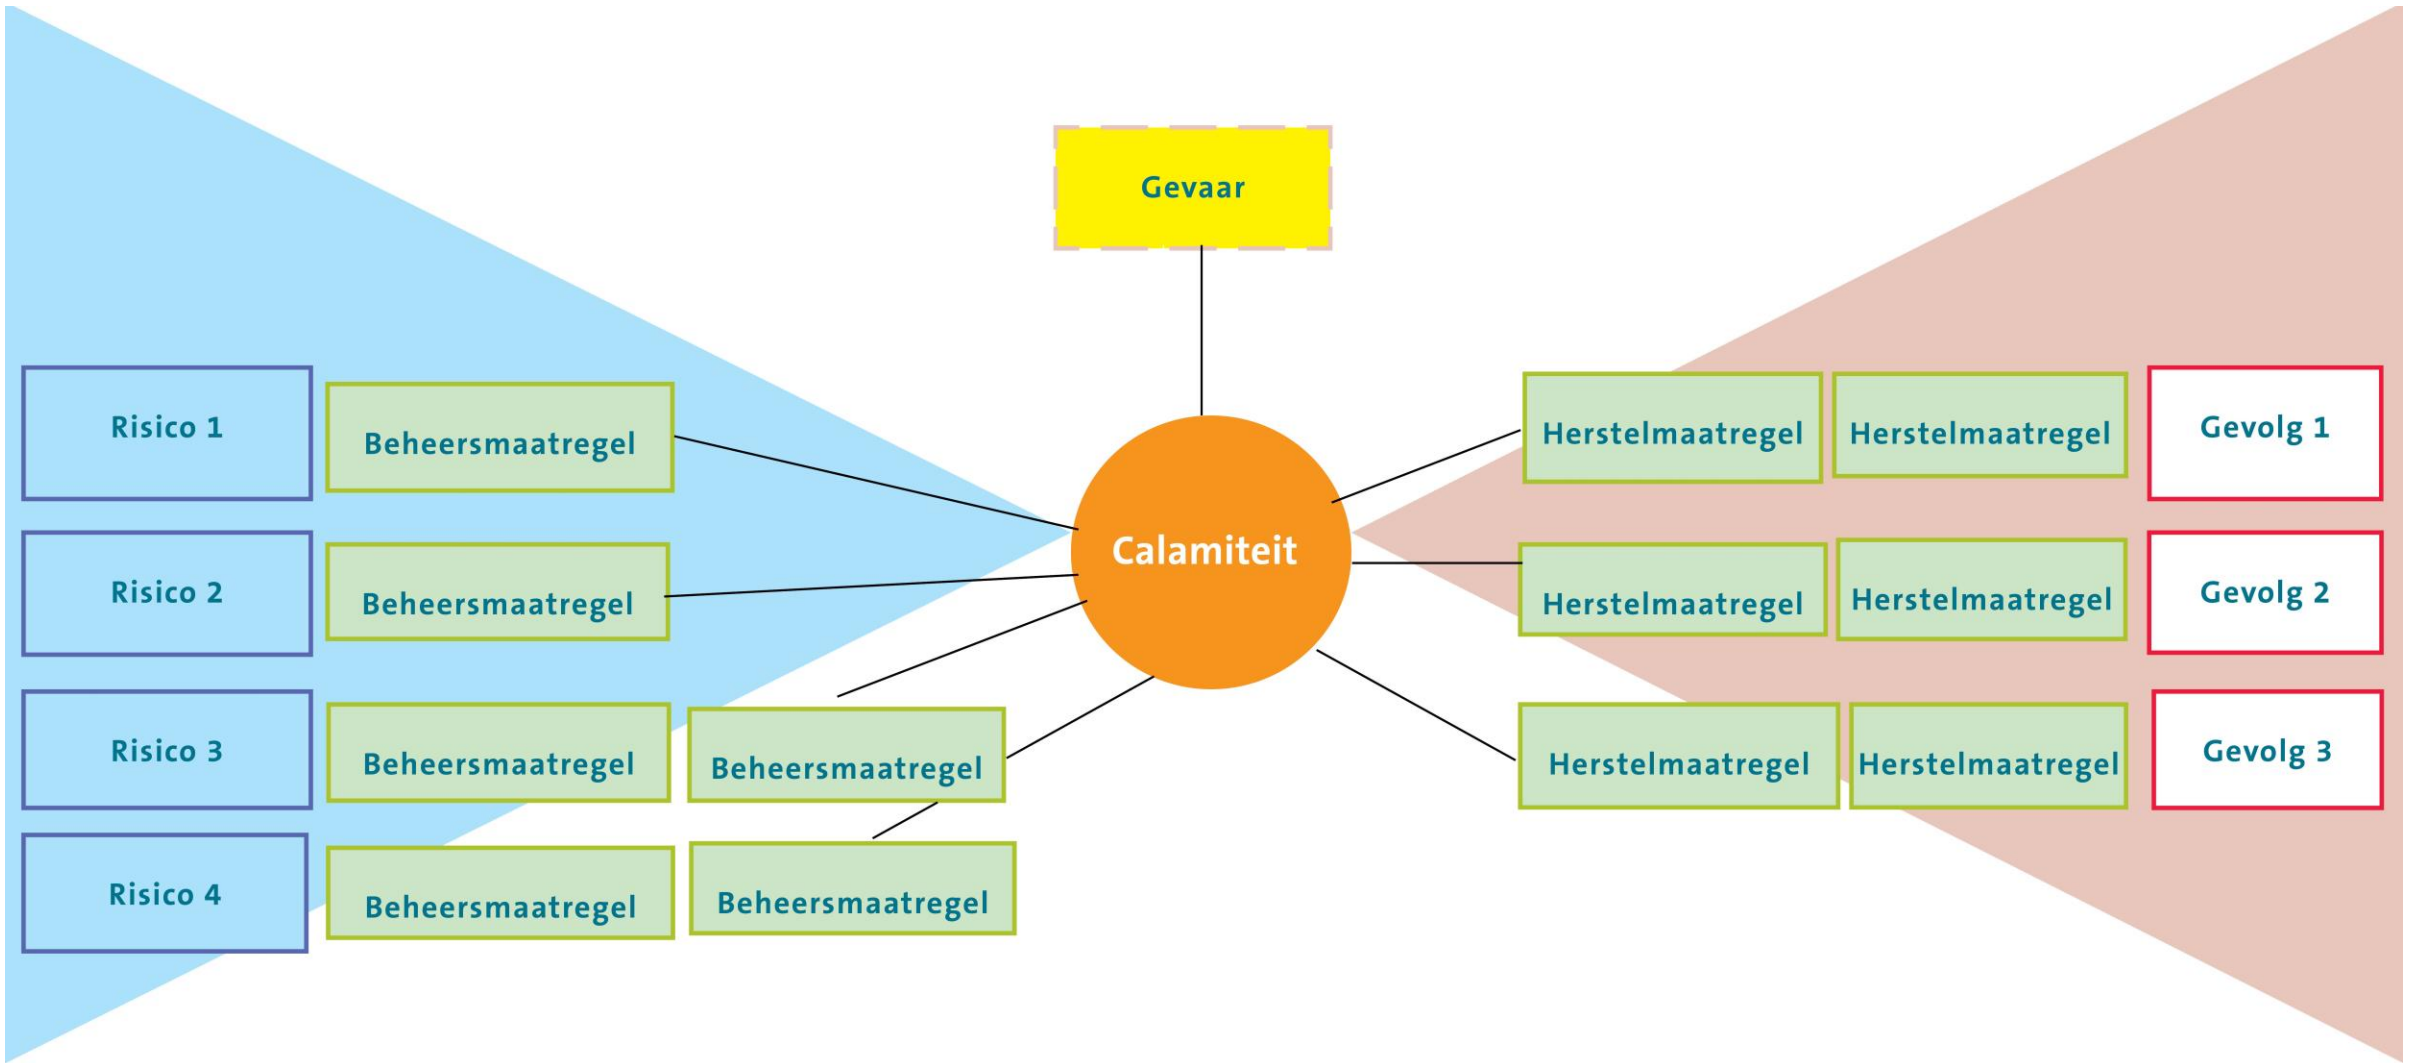 Gevaar
Risico 1
Beheersmaatregel
Risico 2
Beheersmaatregel
Risico 3
Beheersmaatregel
Beheersmaatregel
Risico 4
Beheersmaatregel
Beheersmaatregel
Calamiteit
Herstelmaatregel
Herstelmaatregel
Gevolg 1
Herstelmaatregel
Herstelmaatregel
Gevolg 2
Herstelmaatregel
Herstelmaatregel
Gevolg 3